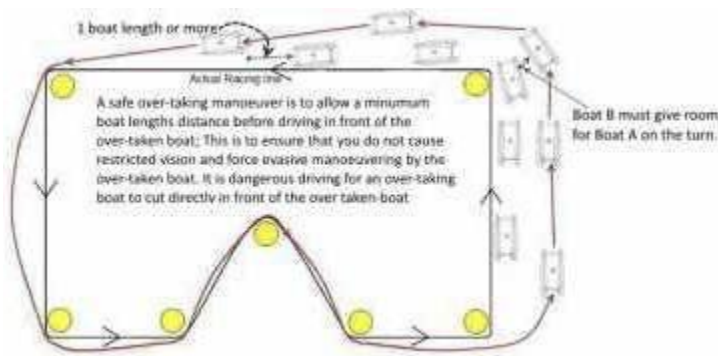 1 boat length or more
Actual Racing line
A safe over-taking manoeuver is to allow a minumum
boat lengths distance before driving in front of the
over-taken boat; This is to ensure that you do not cause
restricted vision and force evasive manoeuvering by the
over-taken boat. It is dangerous driving for an over-taking
boat to cut directly in front of the over taken-boat
Boat B must give room
for Boat A on the turn.